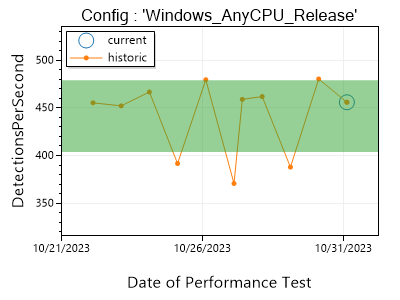 Config : 'Windows_AnyCPU_Release'
current
historic
DetectionsPerSecond
500
450
400
350
10/21/2023
10/26/2023
10/31/2023
Date of Performance Test